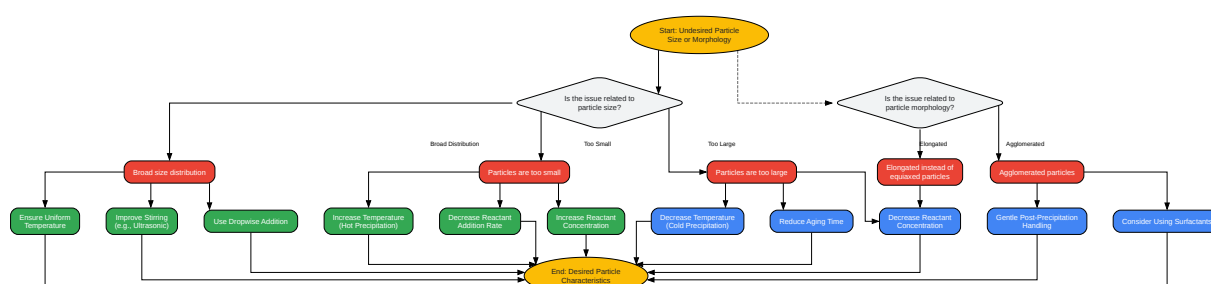 Start: Undesired Particle
Size or Morphology
Is the issue related to
particle size?
Is the issue related to
particle morphology?
Broad Distribution
Too Small
Too Large
Elongated
Agglomerated
Broad size distribution
Particles are too small
Particles are too large
Elongated instead of
equiaxed particles
Agglomerated particles
Ensure Uniform
Temperature
Improve Stirring
(e.g., Ultrasonic)
Use Dropwise Addition
Increase Temperature
(Hot Precipitation)
Decrease Reactant
Addition Rate
Increase Reactant
Concentration
Decrease Temperature
(Cold Precipitation)
Reduce Aging Time
Decrease Reactant
Concentration
Gentle Post-Precipitation
Handling
Consider Using Surfactants
End: Desired Particle
Characteristics